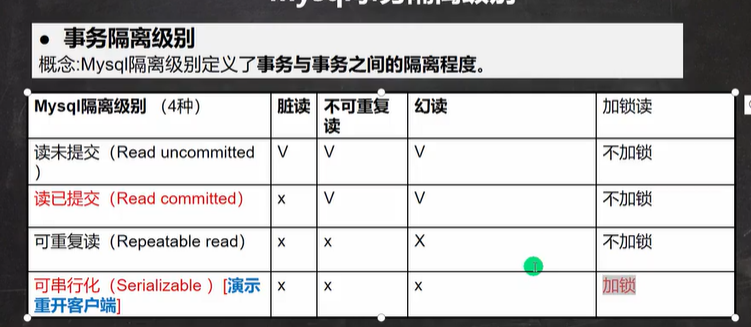 ● 事务隔离级别
概念:Mysql隔离级别定义了事务与事务之间的隔离程度。
Mysql隔离级别 (4种) 脏读 不可重复读 幻读 加锁读
读未提交(Read uncommitted) V V V 不加锁
读已提交(Read committed) x V V 不加锁
可重复读(Repeatable read) x x X 不加锁
可串行化(Serializable )[演示重开客户端] x x x 加锁